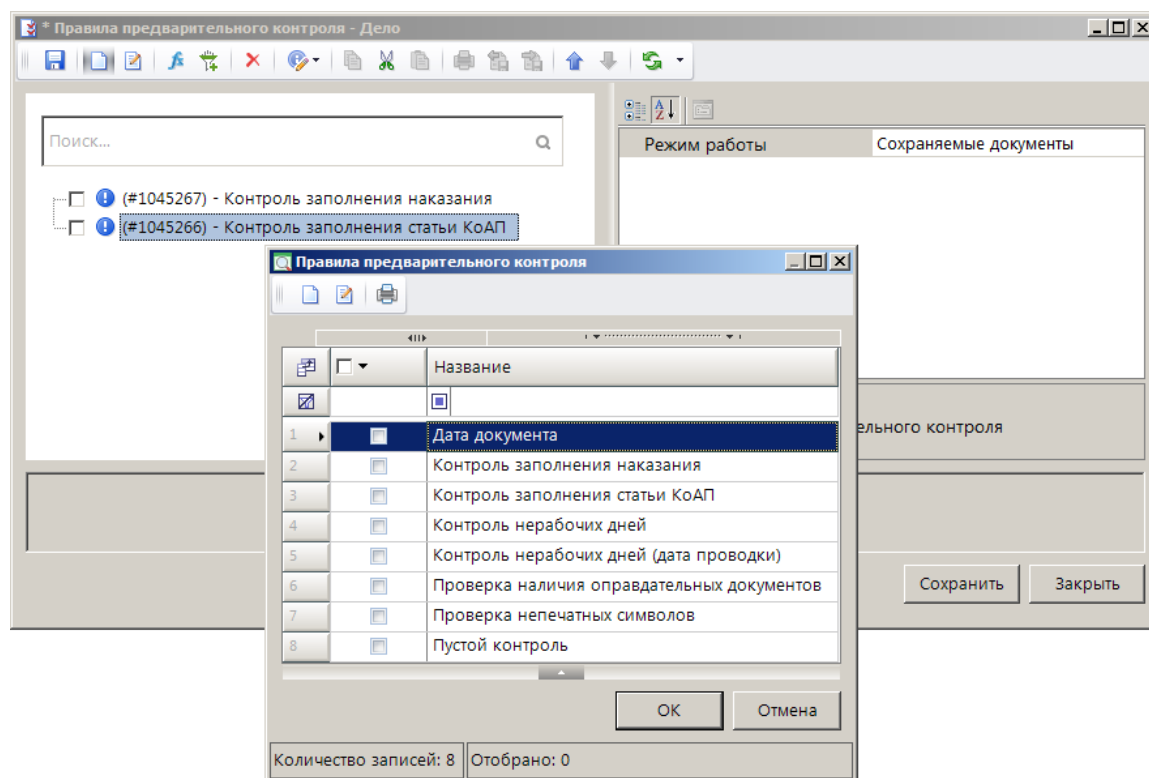 * Правила предварительного контроля - Дело
Поиск...
(#1045267) - Контроль заполнения наказания
(#1045266) - Контроль заполнения статьи КоАП
Режим работы Сохраняемые документы
ельного контроля
Сохранить Закрыть
Правила предварительного контроля
Название
1 Дата документа
2 Контроль заполнения наказания
3 Контроль заполнения статьи КоАП
4 Контроль нерабочих дней
5 Контроль нерабочих дней (дата проводки)
6 Проверка наличия оправдательных документов
7 Проверка непечатных символов
8 Пустой контроль
ОК Отмена
Количество записей: 8 Отобрано: 0